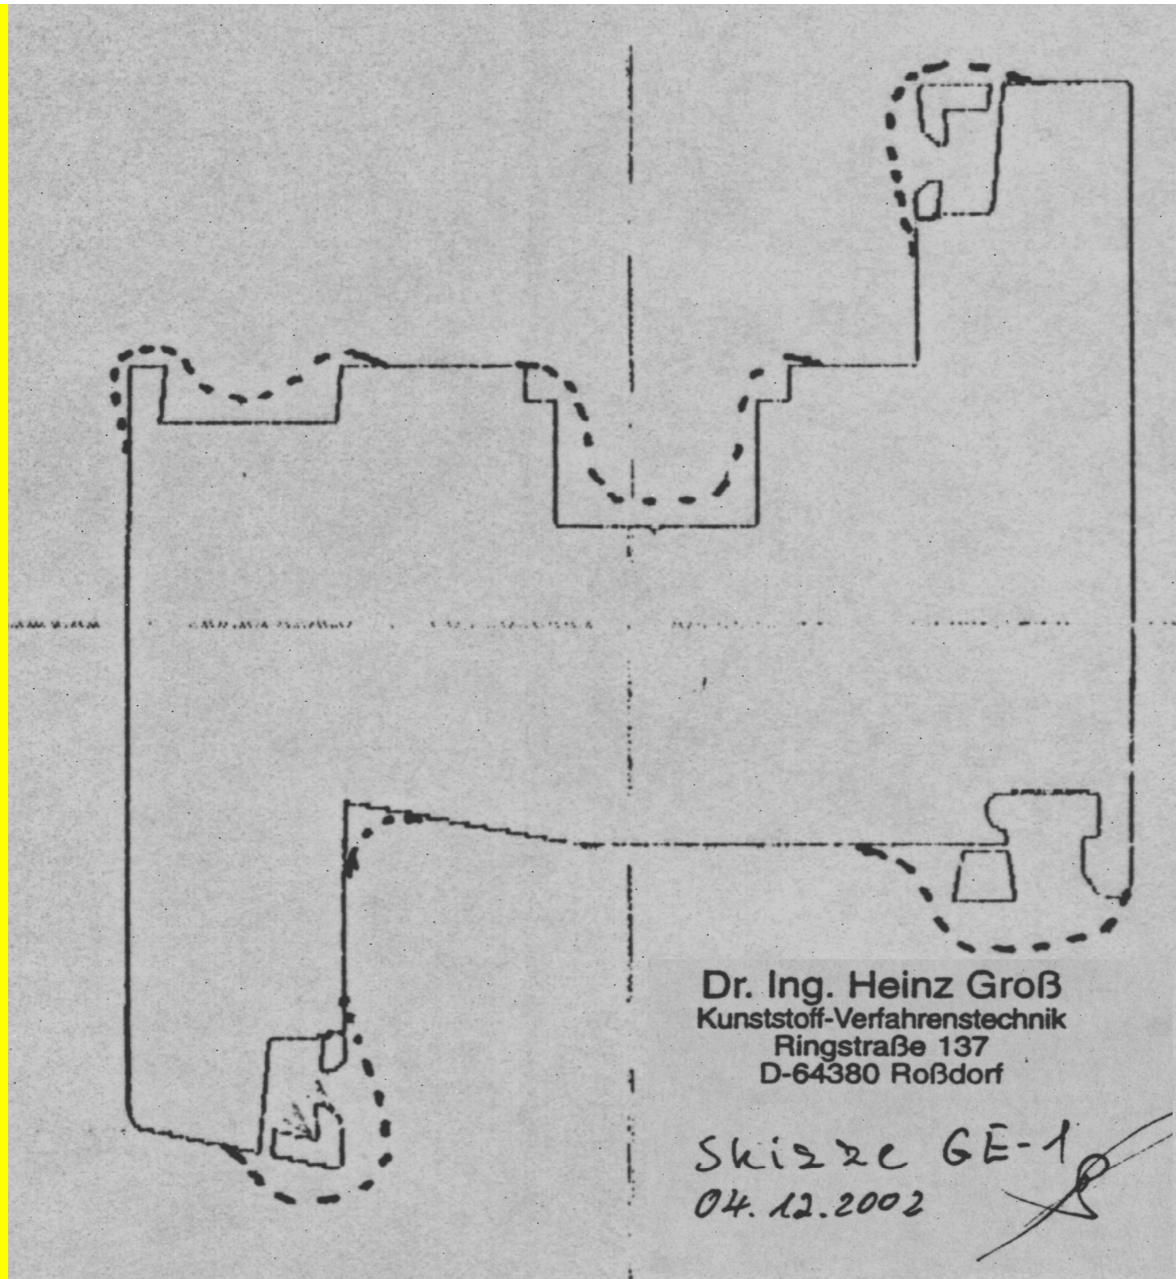 Dr. Ing. Heinz Groß
Kunststoff-Verfahrenstechnik
Ringstraße 137
D-64380 Roßdorf
Skizze GE-1
04.12.2002